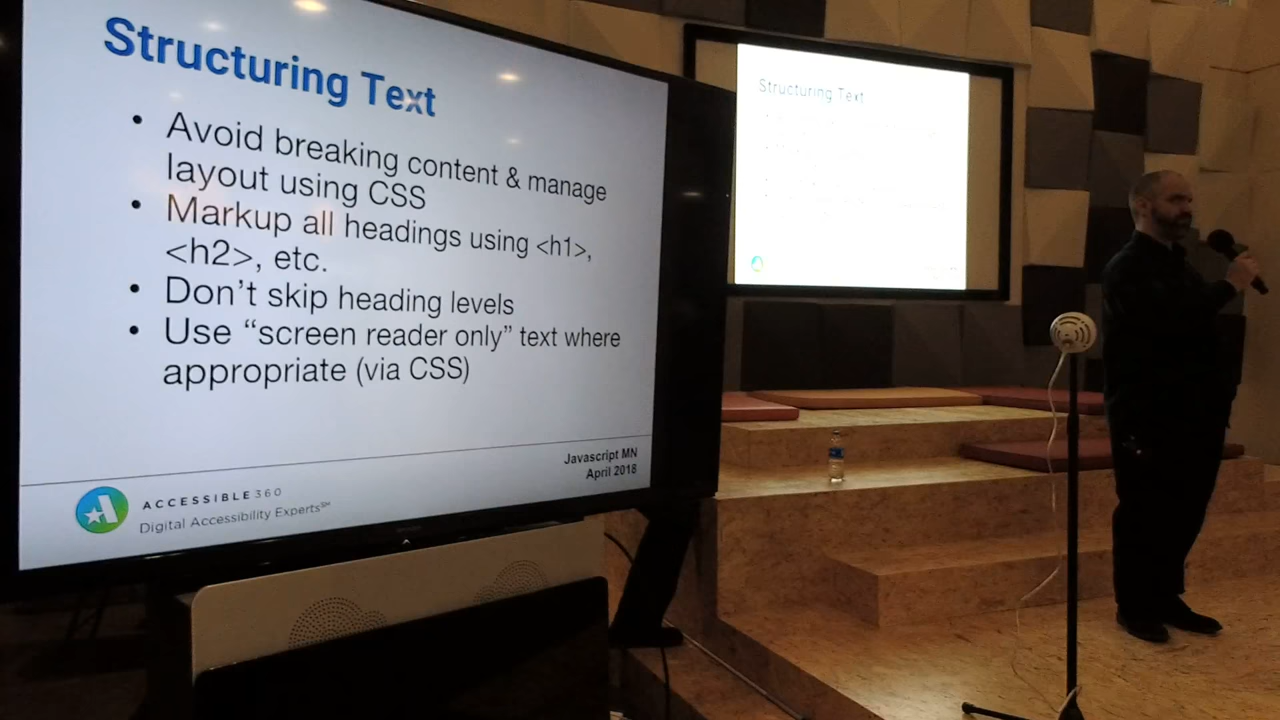 Structuring Text
• Avoid breaking content & manage
layout using CSS
• Markup all headings using <h1>,
<h2>, etc.
• Don't skip heading levels
• Use “screen reader only” text where
appropriate (via CSS)
Javascript MN
April 2018
ACCESSIBLE360
Digital Accessibility Experts℠
Structuring Text